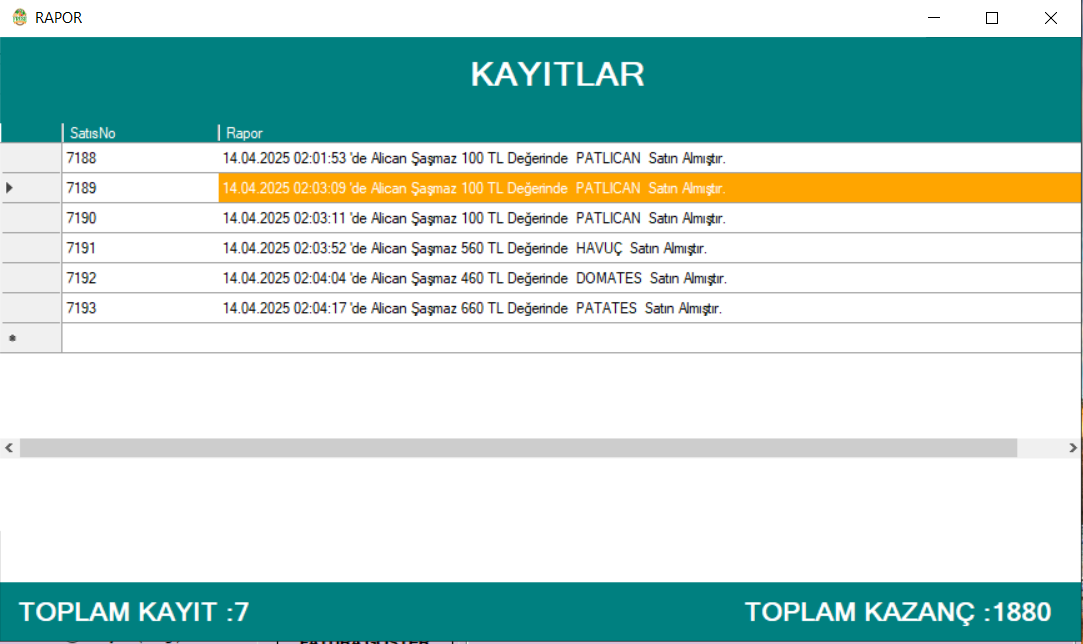 RAPOR
KAYITLAR
SatısNo Rapor
7188 14.04.2025 02:01:53 'de Alican Şaşmaz 100 TL Değerinde PATLICAN Satın Almıştır.
7189 14.04.2025 02:03:09 'de Alican Şaşmaz 100 TL Değerinde PATLICAN Satın Almıştır.
7190 14.04.2025 02:03:11 'de Alican Şaşmaz 100 TL Değerinde PATLICAN Satın Almıştır.
7191 14.04.2025 02:03:52 'de Alican Şaşmaz 560 TL Değerinde HAVUÇ Satın Almıştır.
7192 14.04.2025 02:04:04 'de Alican Şaşmaz 460 TL Değerinde DOMATES Satın Almıştır.
7193 14.04.2025 02:04:17 'de Alican Şaşmaz 660 TL Değerinde PATATES Satın Almıştır.
TOPLAM KAYIT :7 TOPLAM KAZANÇ :1880